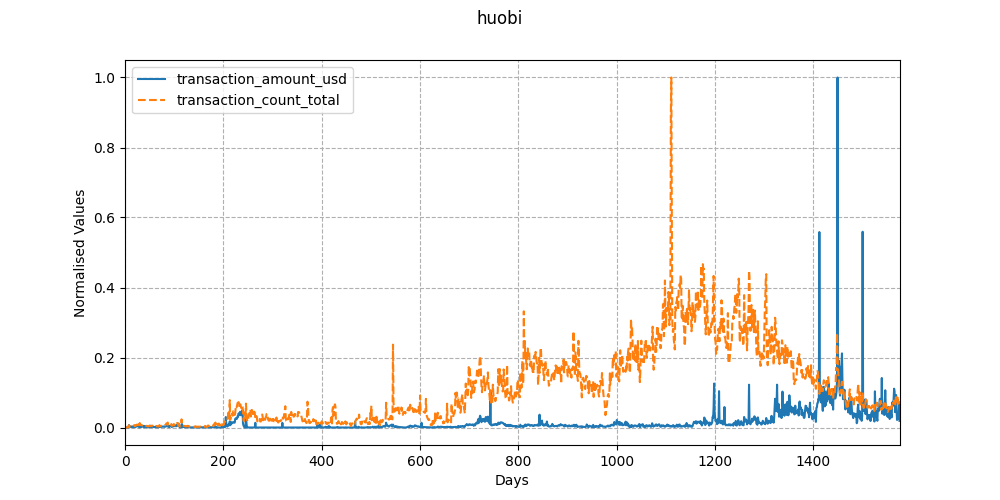 huobi
transaction_amount_usd
transaction_count_total
Normalised Values
1.0
0.8
0.6
0.4
0.2
0.0
0 200 400 600 800 1000 1200 1400
Days